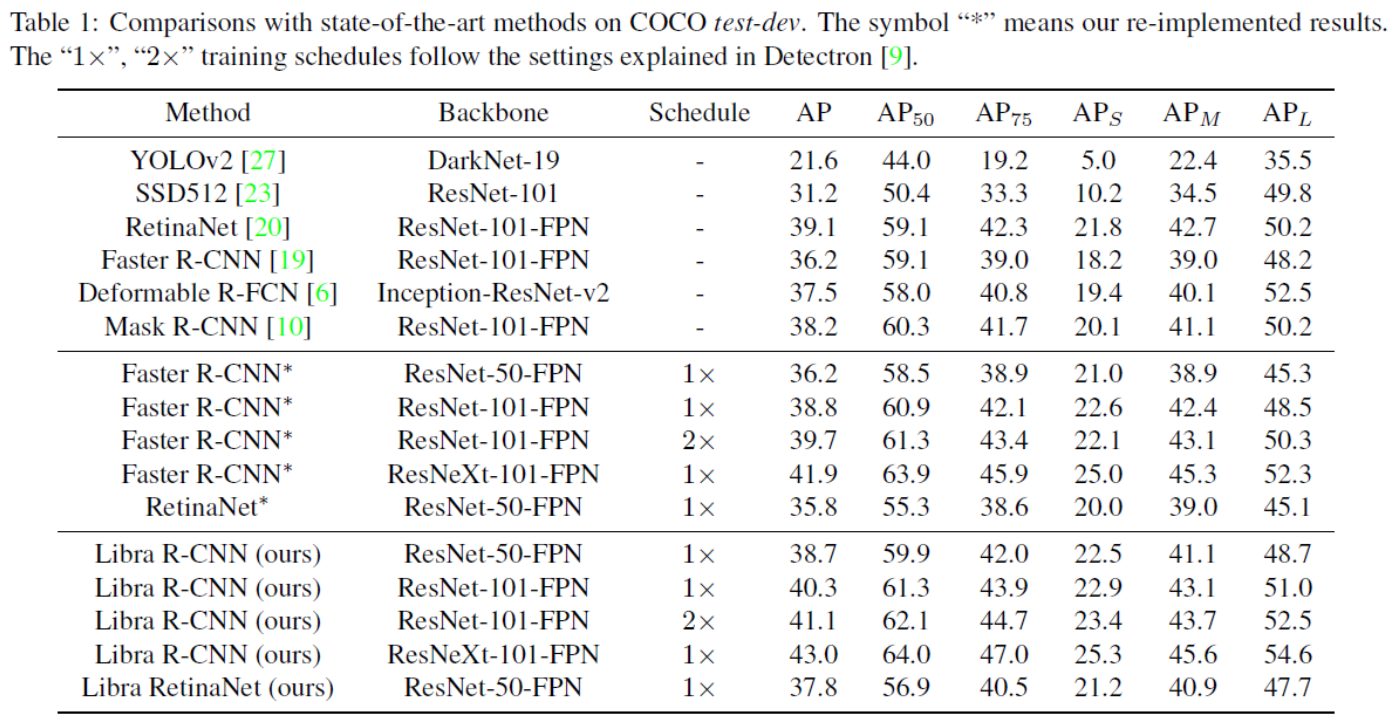 Table 1: Comparisons with state-of-the-art methods on COCO test-dev. The symbol “*” means our re-implemented results.
The “1×”, “2×” training schedules follow the settings explained in Detectron [9].
Method Backbone Schedule AP AP50 AP75 APS APM APL
YOLOv2 [27] DarkNet-19 - 21.6 44.0 19.2 5.0 22.4 35.5
SSD512 [23] ResNet-101 - 31.2 50.4 33.3 10.2 34.5 49.8
RetinaNet [20] ResNet-101-FPN - 39.1 59.1 42.3 21.8 42.7 50.2
Faster R-CNN [19] ResNet-101-FPN - 36.2 59.1 39.0 18.2 39.0 48.2
Deformable R-FCN [6] Inception-ResNet-v2 - 37.5 58.0 40.8 19.4 40.1 52.5
Mask R-CNN [10] ResNet-101-FPN - 38.2 60.3 41.7 20.1 41.1 50.2
Faster R-CNN* ResNet-50-FPN 1× 36.2 58.5 38.9 21.0 38.9 45.3
Faster R-CNN* ResNet-101-FPN 1× 38.8 60.9 42.1 22.6 42.4 48.5
Faster R-CNN* ResNet-101-FPN 2× 39.7 61.3 43.4 22.1 43.1 50.3
Faster R-CNN* ResNeXt-101-FPN 1× 41.9 63.9 45.9 25.0 45.3 52.3
RetinaNet* ResNet-50-FPN 1× 35.8 55.3 38.6 20.0 39.0 45.1
Libra R-CNN (ours) ResNet-50-FPN 1× 38.7 59.9 42.0 22.5 41.1 48.7
Libra R-CNN (ours) ResNet-101-FPN 1× 40.3 61.3 43.9 22.9 43.1 51.0
Libra R-CNN (ours) ResNet-101-FPN 2× 41.1 62.1 44.7 23.4 43.7 52.5
Libra R-CNN (ours) ResNeXt-101-FPN 1× 43.0 64.0 47.0 25.3 45.6 54.6
Libra RetinaNet (ours) ResNet-50-FPN 1× 37.8 56.9 40.5 21.2 40.9 47.7